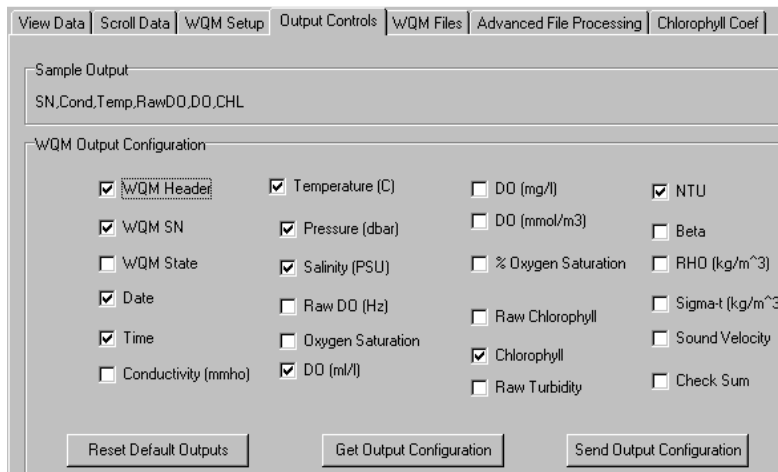 View Data Scroll Data WQM Setup Output Controls WQM Files Advanced File Processing Chlorophyll Coef
Sample Output
SN,Cond,Temp,RawDO,DO,CHL
WQM Output Configuration
WQM Header
WQM SN
WQM State
Date
Time
Conductivity (mmho)
Temperature (C)
Pressure (dbar)
Salinity (PSU)
Raw DO (Hz)
Oxygen Saturation
DO (ml/l)
DO (mg/l)
DO (mmol/m3)
% Oxygen Saturation
Raw Chlorophyll
Chlorophyll
Raw Turbidity
NTU
Beta
RHO (kg/m^3)
Sigma-t (kg/m^3
Sound Velocity
Check Sum
Reset Default Outputs Get Output Configuration Send Output Configuration